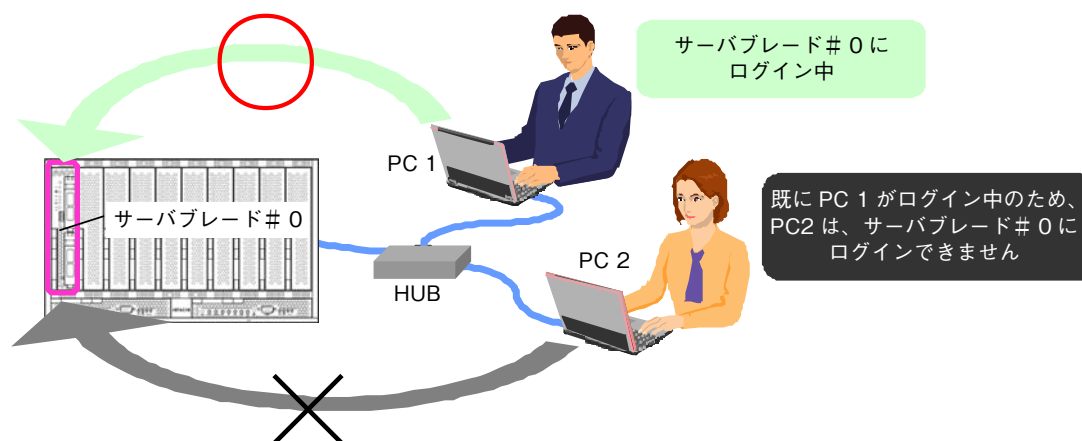 サーバブレード＃０に
ログイン中
PC 1
サーバブレード＃０
既に PC 1 がログイン中のため、
PC2 は、サーバブレード＃０に
ログインできません
PC 2
HUB